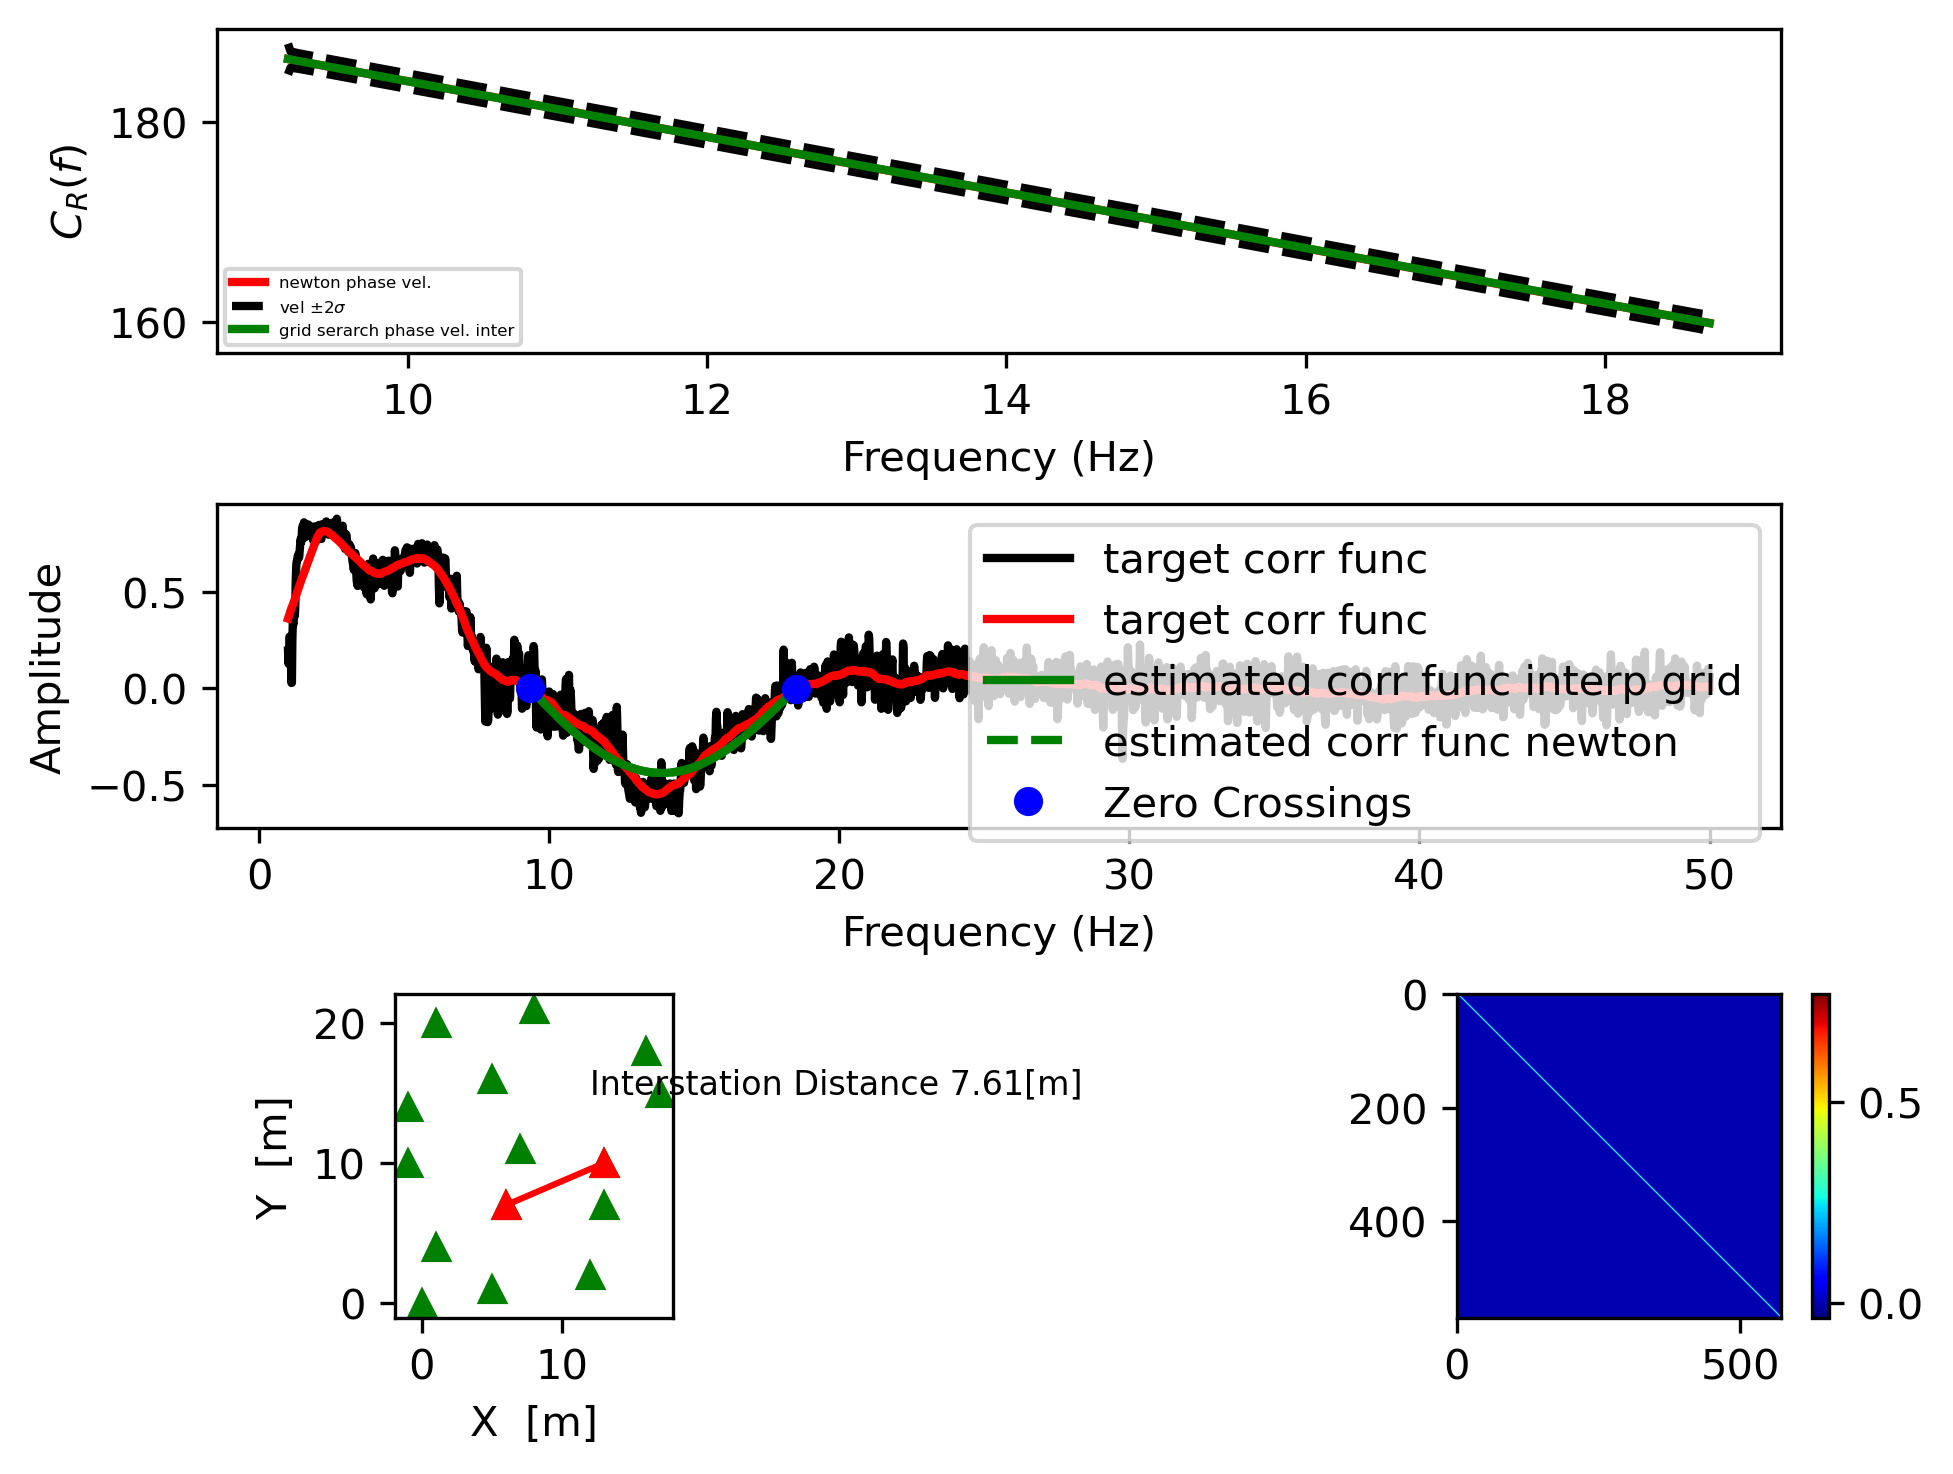 180
160
C_R(f)
newton phase vel.
vel ±2σ
grid serarch phase vel. inter
10 12 14 16 18
Frequency (Hz)
0.5
0.0
−0.5
Amplitude
target corr func
target corr func
estimated corr func interp grid
estimated corr func newton
Zero Crossings
0 10 20 30 40 50
Frequency (Hz)
20
10
0
Y [m]
Interstation Distance 7.61[m]
0 10
X [m]
0
200
400
0 500
0.5
0.0